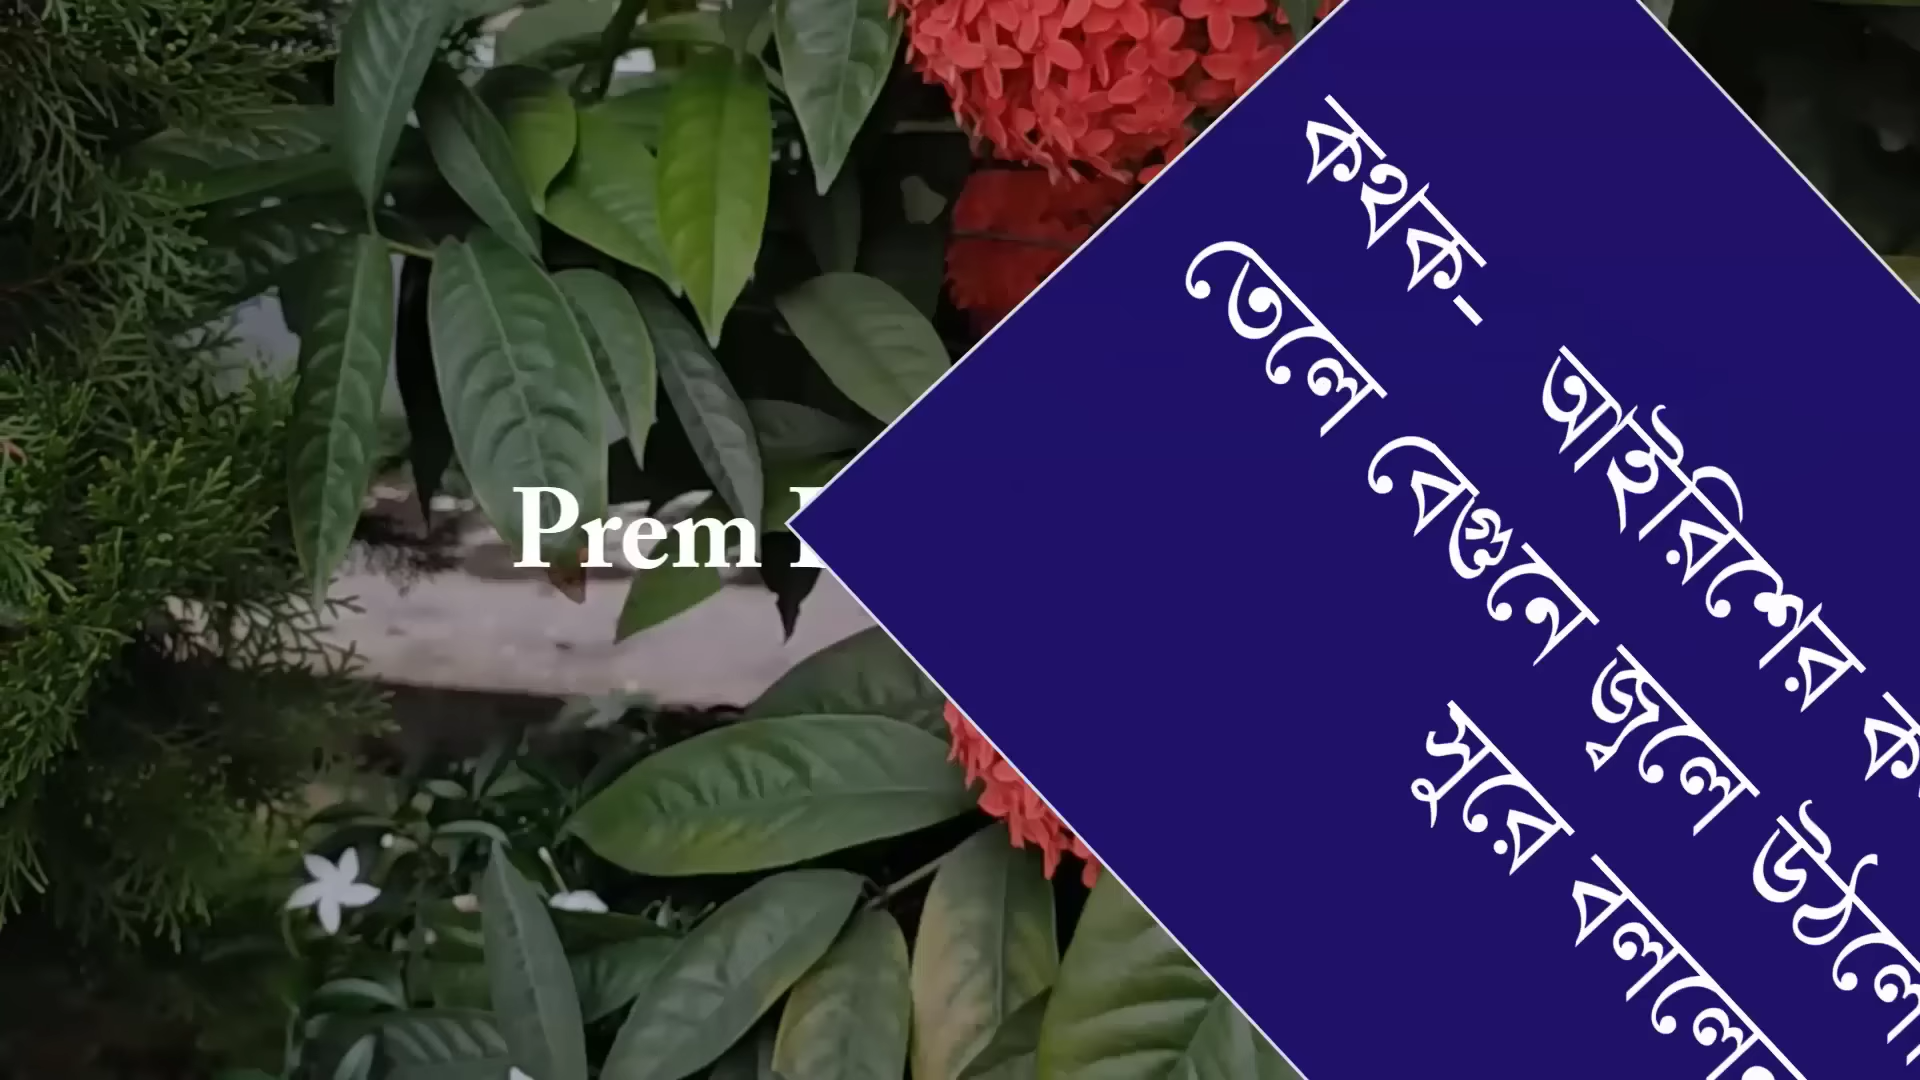 Prem
কথক- আইরিশের
তেলে বেগুনে জ্বলে উঠলো
সুরে বললেন